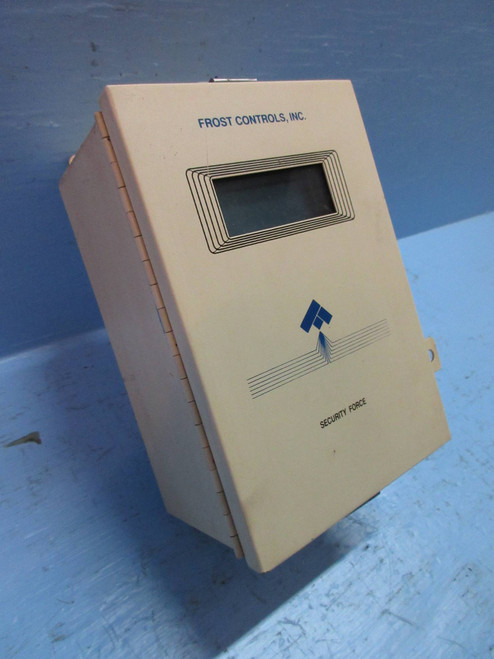 FROST CONTROLS, INC.
SECURITY FORCE